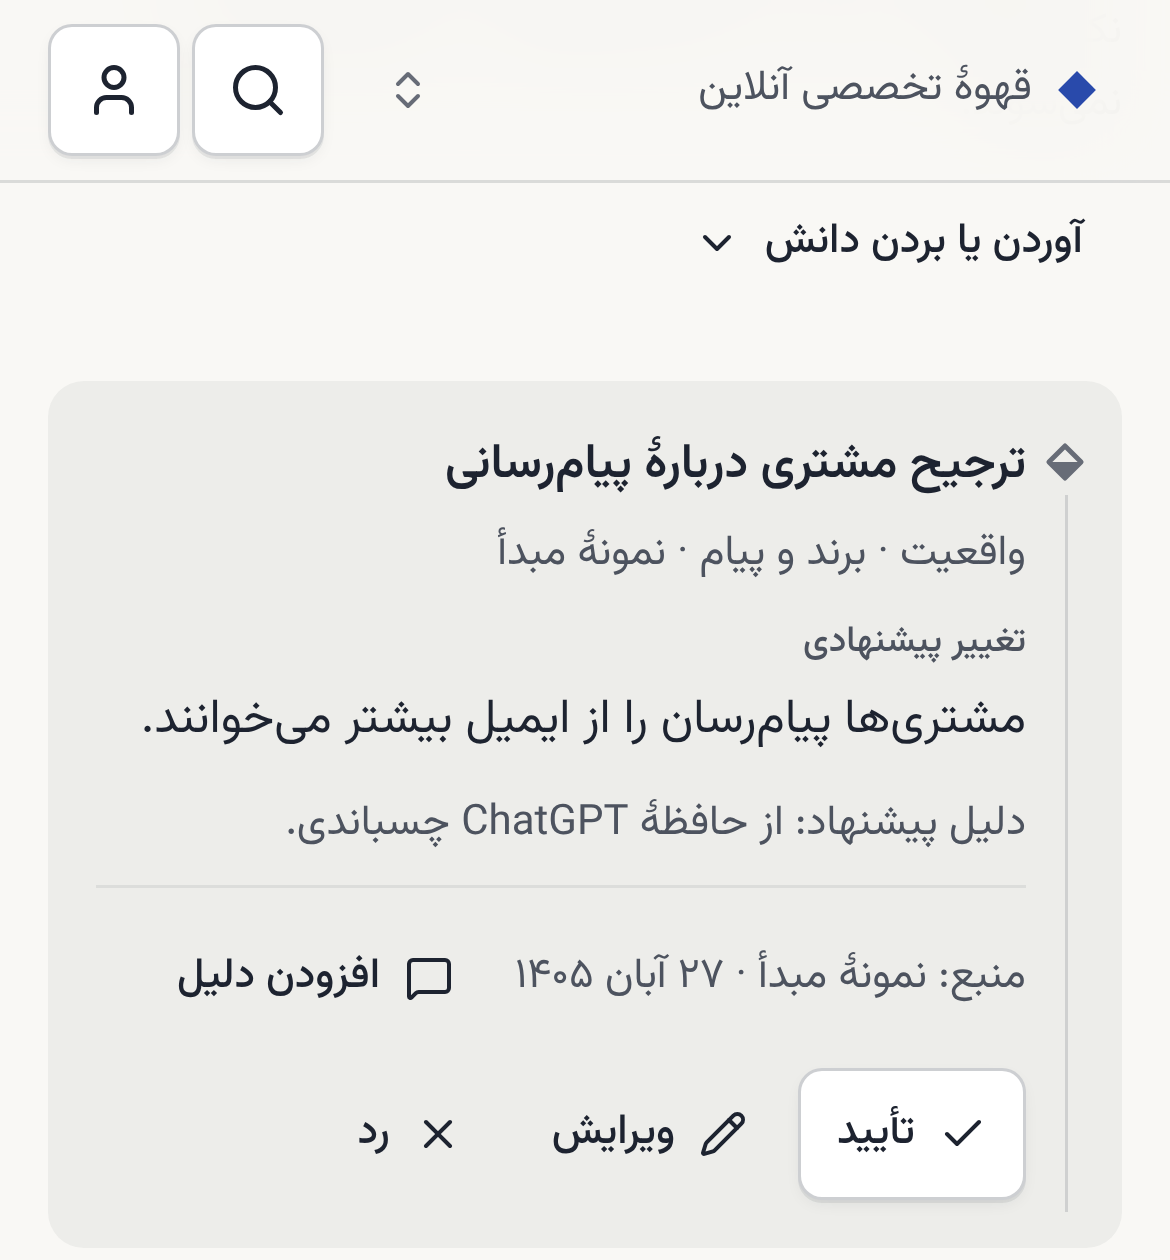 قهوهٔ تخصصی آنلاین
آوردن یا بردن دانش
ترجیح مشتری دربارهٔ پیام‌رسانی
واقعیت · برند و پیام · نمونهٔ مبدأ
تغییر پیشنهادی
مشتری‌ها پیام‌رسان را از ایمیل بیشتر می‌خوانند.
دلیل پیشنهاد: از حافظهٔ ChatGPT چسباندی.
منبع: نمونهٔ مبدأ · ۲۷ آبان ۱۴۰۵
افزودن دلیل
تأیید
ویرایش
رد